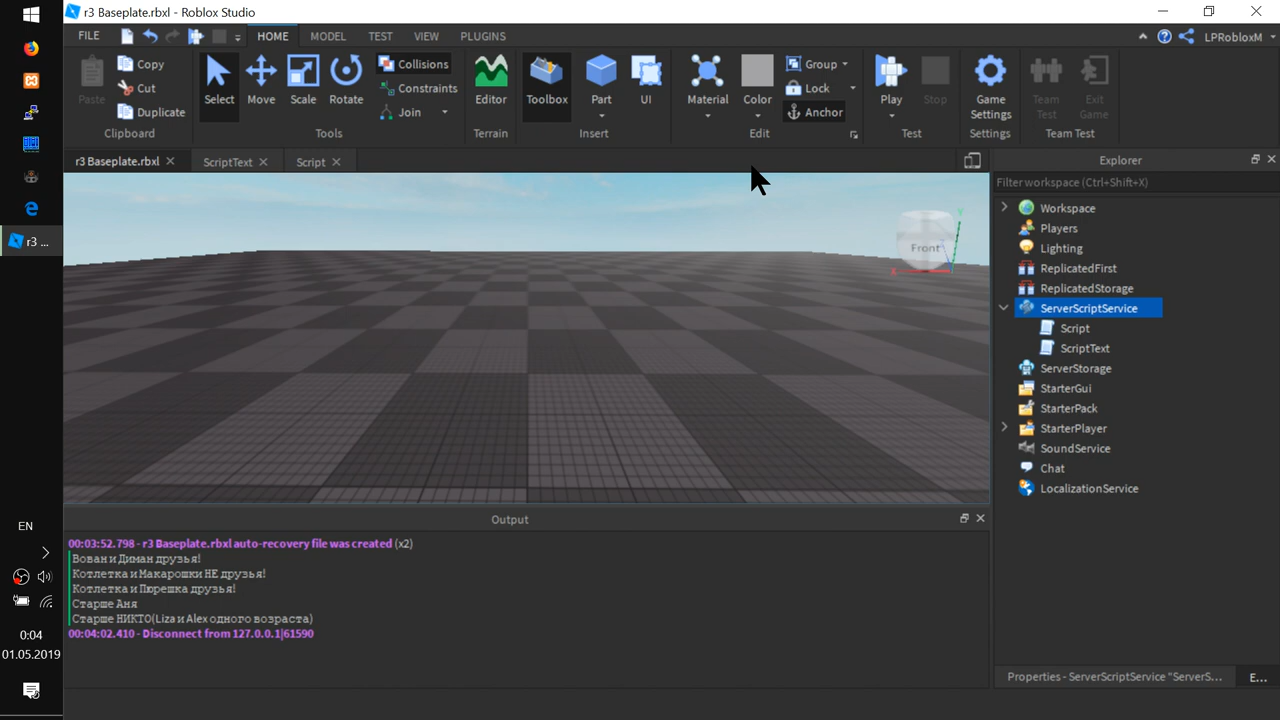 r3 Baseplate.rbxl - Roblox Studio
FILE HOME MODEL TEST VIEW PLUGINS LPRobloxM
Paste Copy Cut Duplicate Clipboard
Select Move Scale Rotate Collisions Constraints Join Tools
Editor Terrain
Toolbox Part UI Insert
Material Color Group Lock Anchor Edit
Play Stop Test
Game Settings Settings
Team Test Exit Game Team Test
r3 Baseplate.rbxl ScriptText Script
Front
X Y
Explorer
Filter workspace (Ctrl+Shift+X)
Workspace
Players
Lighting
ReplicatedFirst
ReplicatedStorage
ServerScriptService
Script
ScriptText
ServerStorage
StarterGui
StarterPack
StarterPlayer
SoundService
Chat
LocalizationService
Properties - ServerScriptService "ServerS... E...
Output
00:03:52.798 - r3 Baseplate.rbxl auto-recovery file was created (x2)
Вован и Диман друзья!
Котлетка и Макарошки НЕ друзья!
Котлетка и Пюрешка друзья!
Старше Аня
Старше НИКТО(Liza и Alex одного возраста)
00:04:02.410 - Disconnect from 127.0.0.1|61590
r3 ...
EN
0:04
01.05.2019